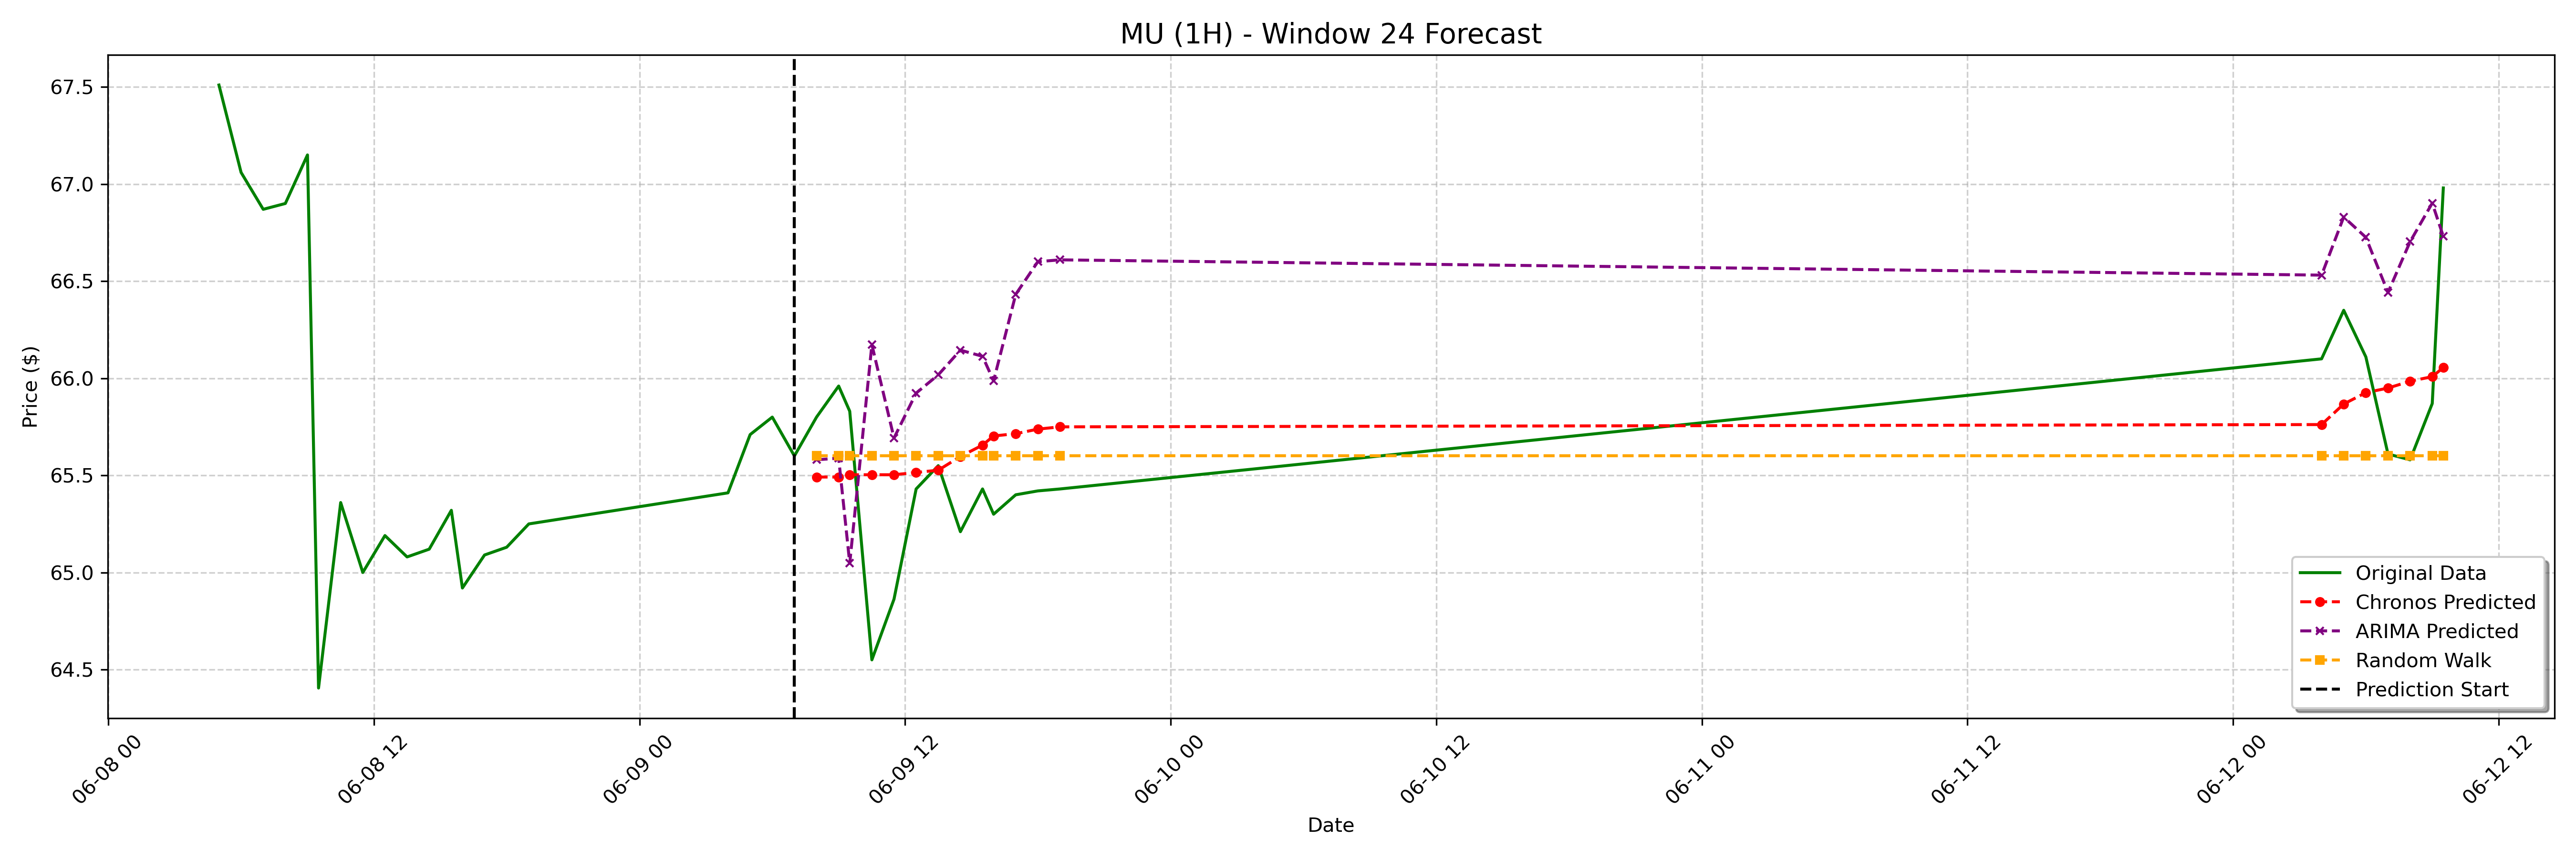 MU (1H) - Window 24 Forecast
Price ($)
67.5
67.0
66.5
66.0
65.5
65.0
64.5
Original Data
Chronos Predicted
ARIMA Predicted
Random Walk
Prediction Start
06-08 00
06-08 12
06-09 00
06-09 12
06-10 00
06-10 12
06-11 00
06-11 12
06-12 00
06-12 12
Date